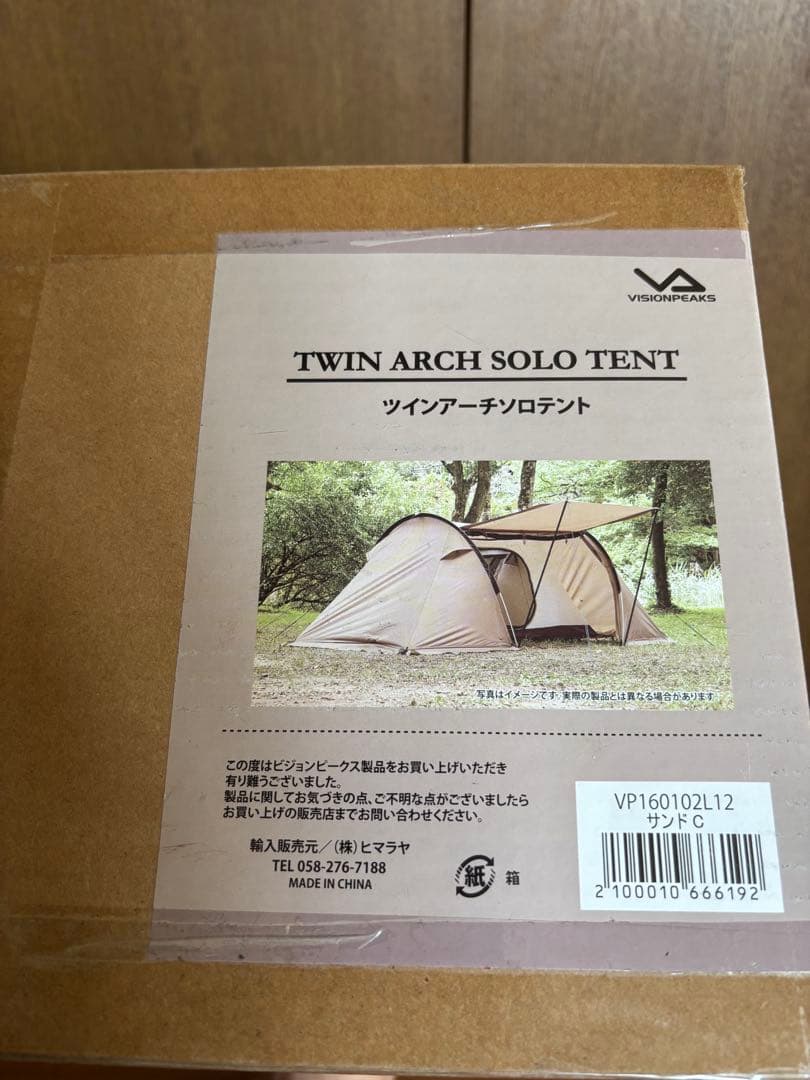 VISIONPEAKS
TWIN ARCH SOLO TENT
ツインアーチソロテント
写真はイメージです。実際の製品とは異なる場合があります
この度はビジョンピークス製品をお買い上げいただき
有り難うございました。
製品に関してお気づきの点、ご不明な点がございましたら
お買い上げの販売店までお問い合わせください。
輸入販売元／(株)ヒマラヤ
TEL 058-276-7188
MADE IN CHINA
紙 箱
VP160102L12
サンドC
2 100010 666192